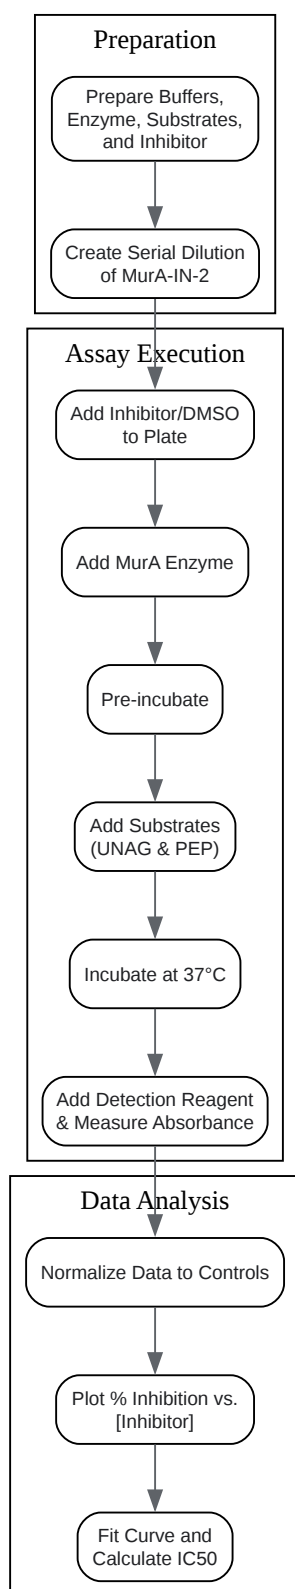 Preparation
Prepare Buffers,
Enzyme, Substrates,
and Inhibitor
Create Serial Dilution
of MurA-IN-2
Assay Execution
Add Inhibitor/DMSO
to Plate
Add MurA Enzyme
Pre-incubate
Add Substrates
(UNAG & PEP)
Incubate at 37°C
Add Detection Reagent
& Measure Absorbance
Data Analysis
Normalize Data to Controls
Plot % Inhibition vs.
[Inhibitor]
Fit Curve and
Calculate IC50